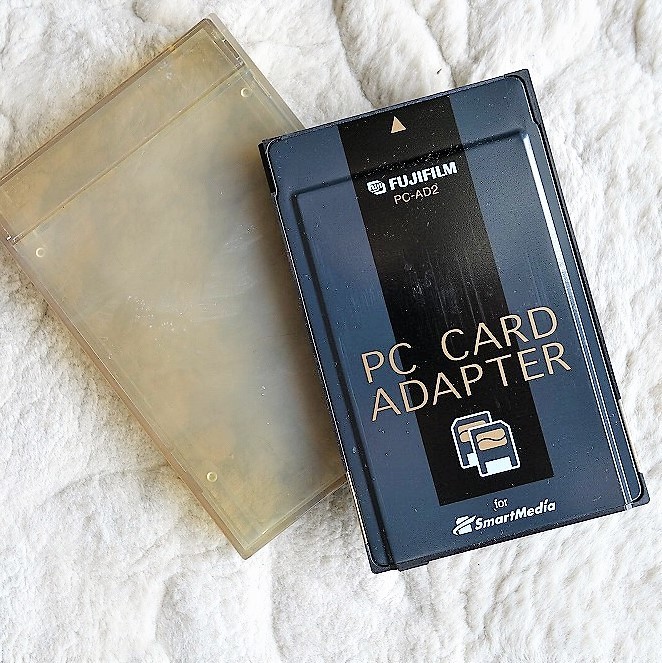 FUJIFILM
PC-AD2
PC CARD
ADAPTER
for
SmartMedia